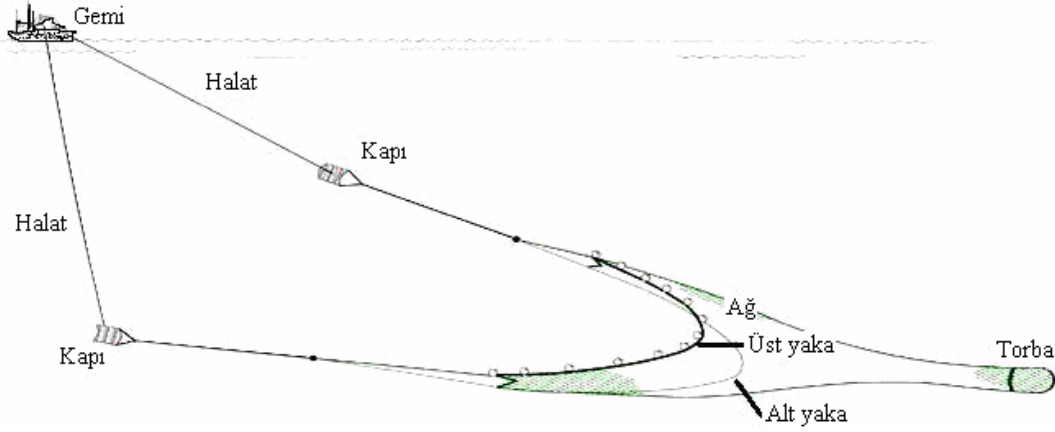 Gemi
Halat
Kapı
Halat
Ağ
Kapı
Üst yaka
Torba
Alt yaka